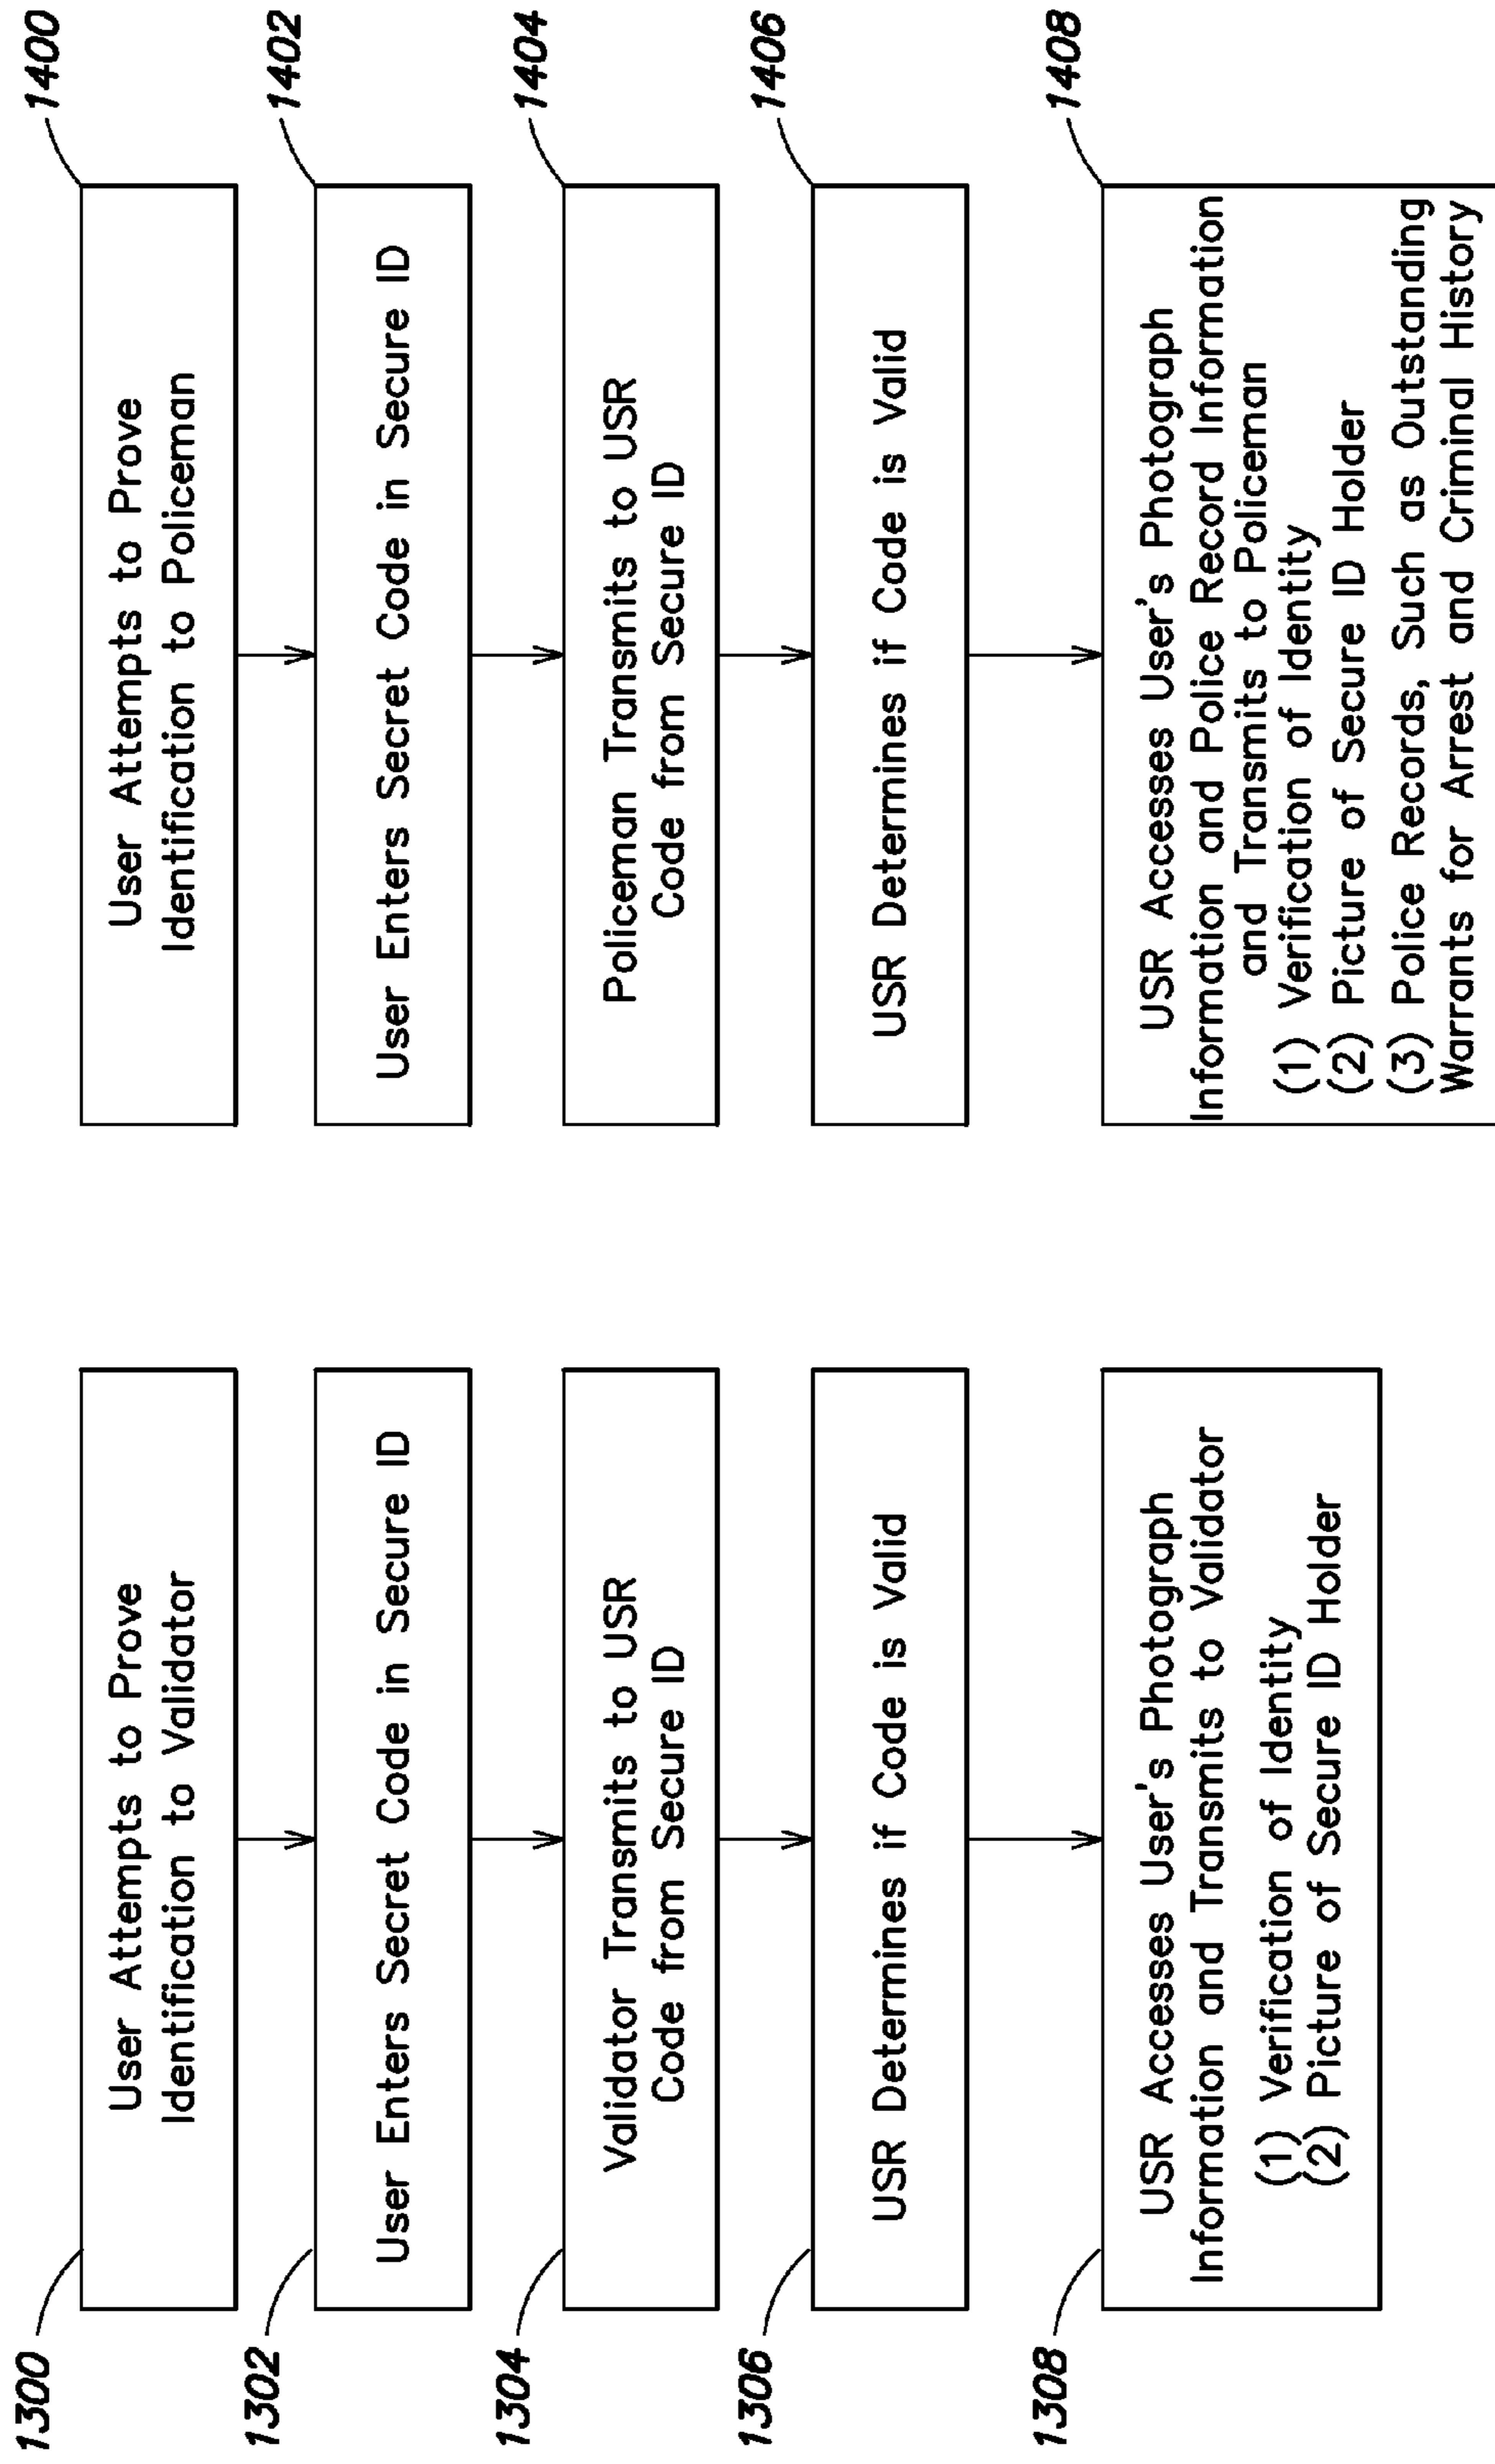 1300
User Attempts to Prove
Identification to Validator
1302
User Enters Secret Code in Secure ID
1304
Validator Transmits to USR
Code from Secure ID
1306
USR Determines if Code is Valid
1308
USR Accesses User's Photograph
Information and Transmits to Validator
(1) Verification of Identity
(2) Picture of Secure ID Holder
1400
User Attempts to Prove
Identification to Policeman
1402
User Enters Secret Code in Secure ID
1404
Policeman Transmits to USR
Code from Secure ID
1406
USR Determines if Code is Valid
1408
USR Accesses User's Photograph
Information and Police Record Information
and Transmits to Policeman
(1) Verification of Identity
(2) Picture of Secure ID Holder
(3) Police Records, Such as Outstanding
Warrants for Arrest and Criminal History